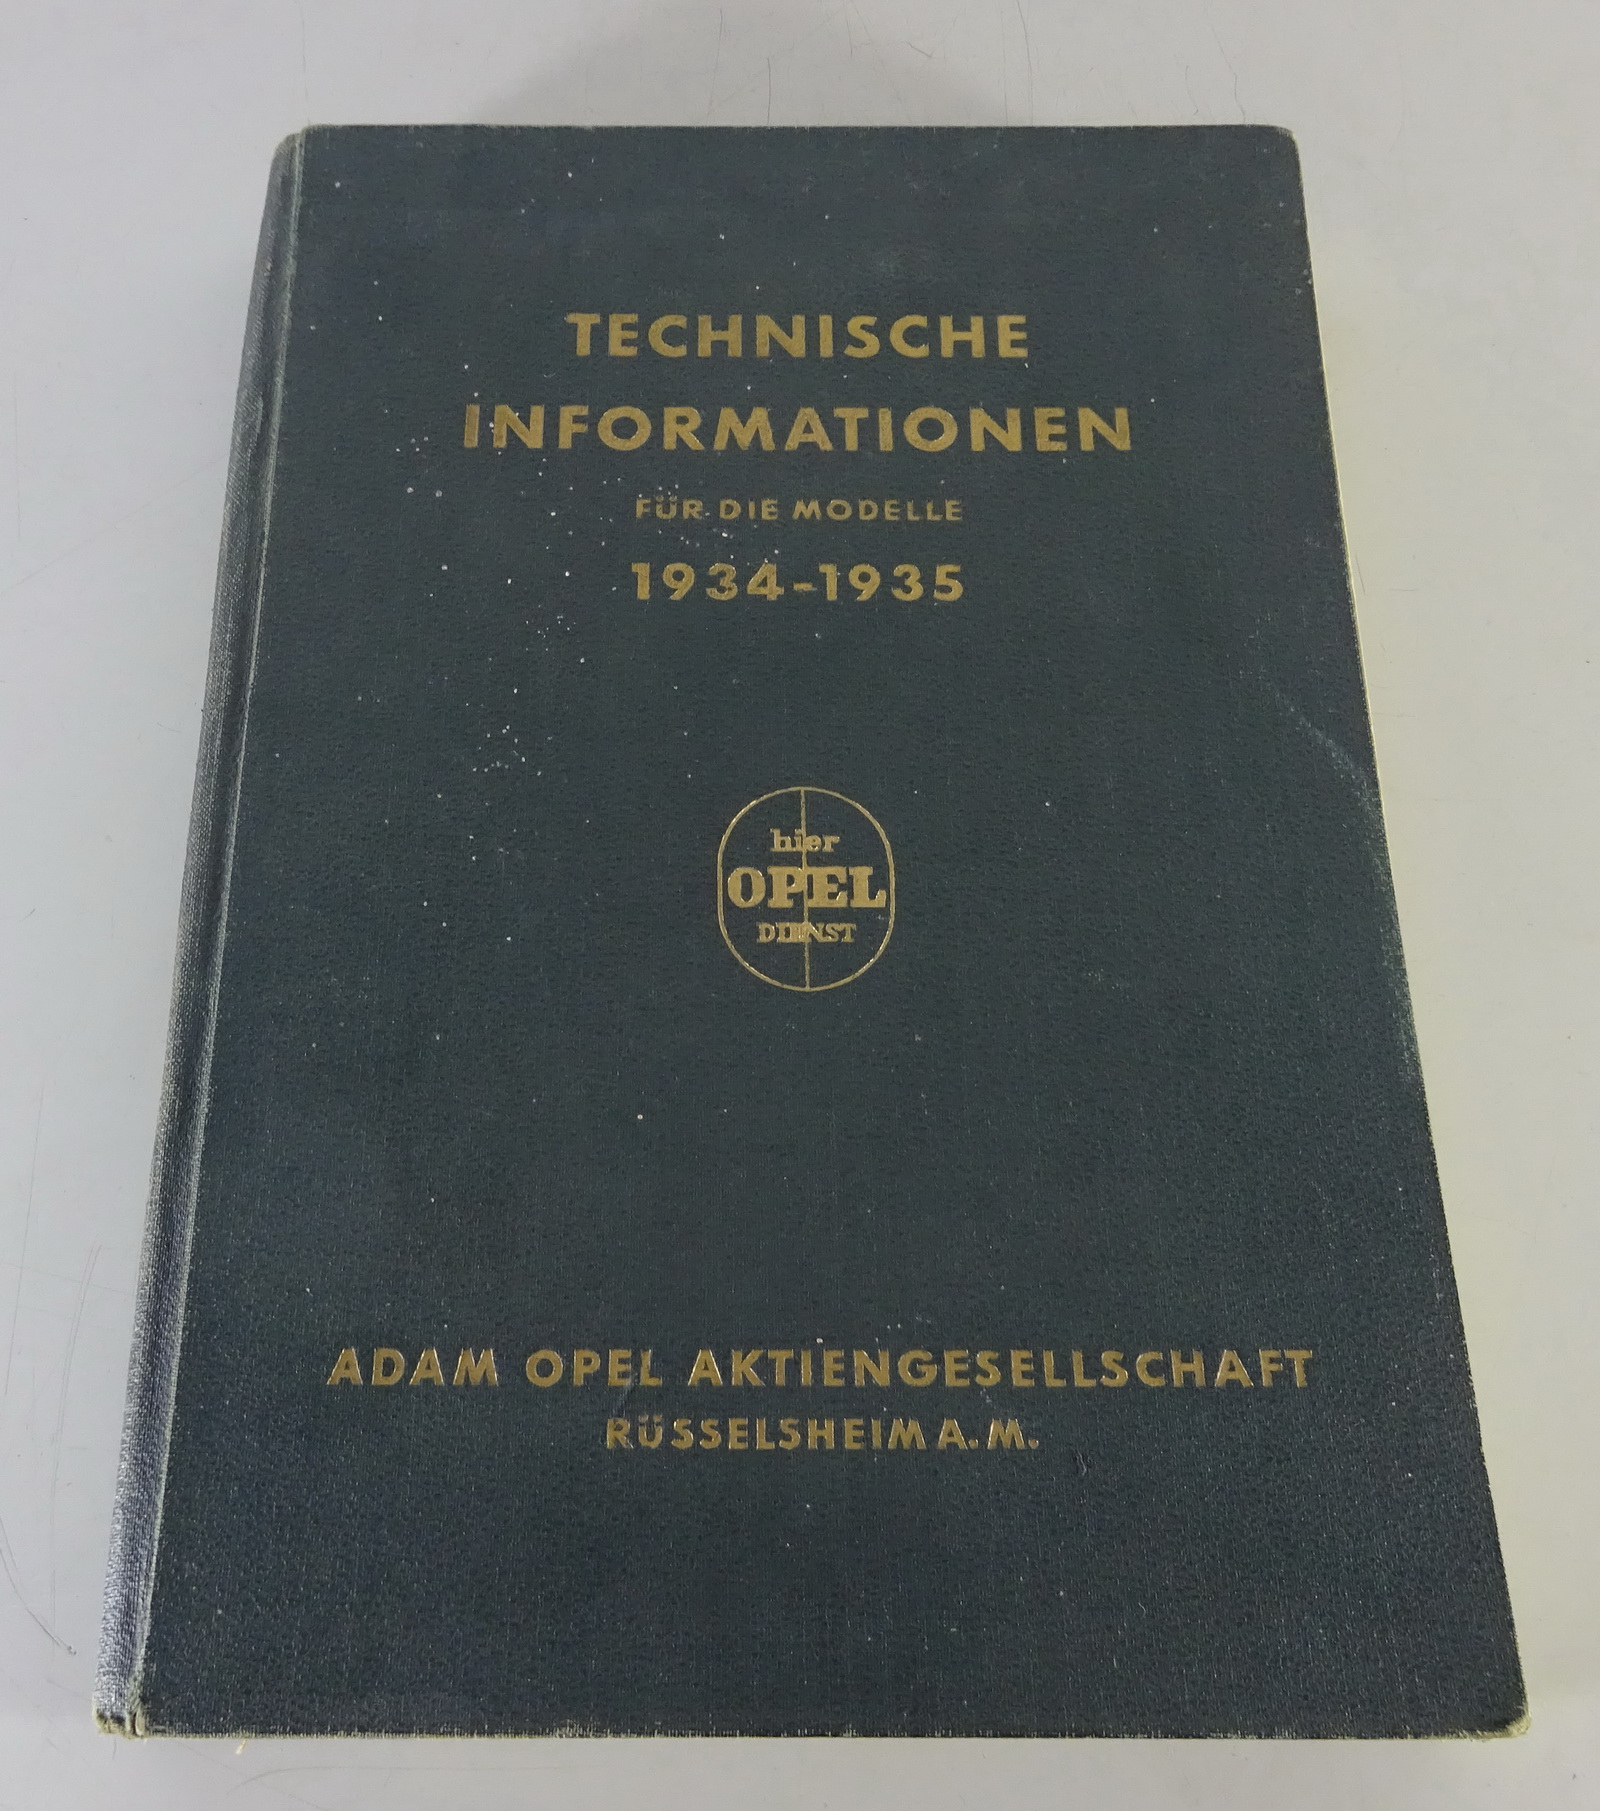 TECHNISCHE
INFORMATIONEN
FÜR DIE MODELLE
1934-1935
hier
OPEL
DIENST
ADAM OPEL AKTIENGESELLSCHAFT
RÜSSELSHEIM A. M.